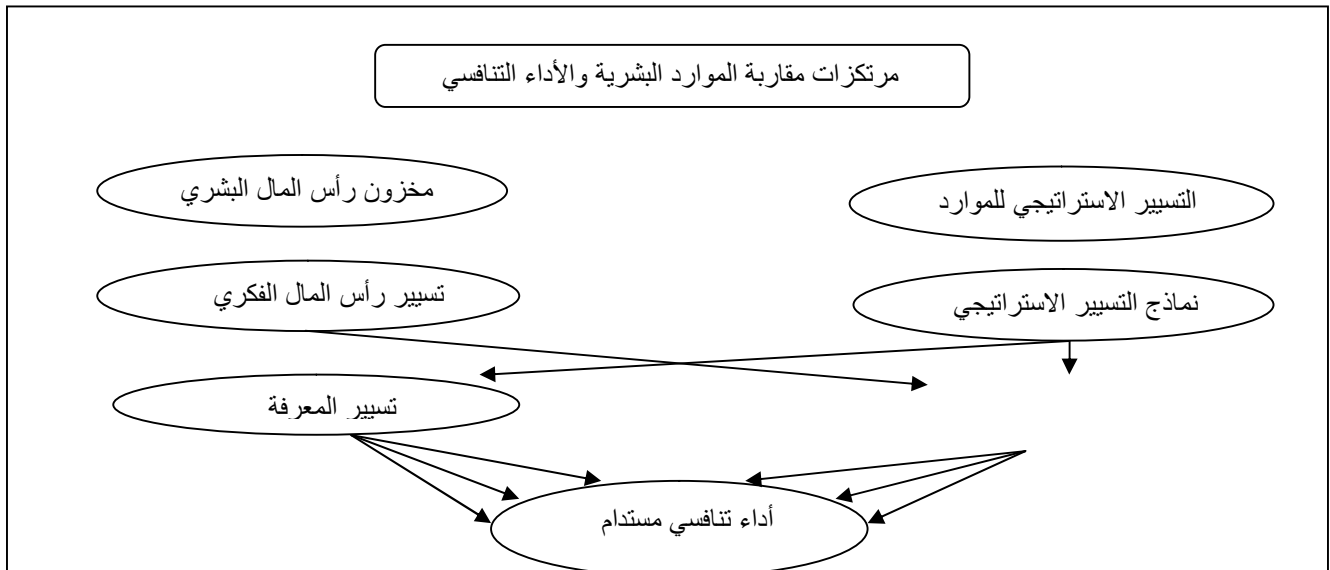 مرتكزات مقاربة الموارد البشرية والأداء التنافسي
التسيير الاستراتيجي للموارد
مخزون رأس المال البشري
نماذج التسيير الاستراتيجي
تسيير رأس المال الفكري
تسيير المعرفة
أداء تنافسي مستدام